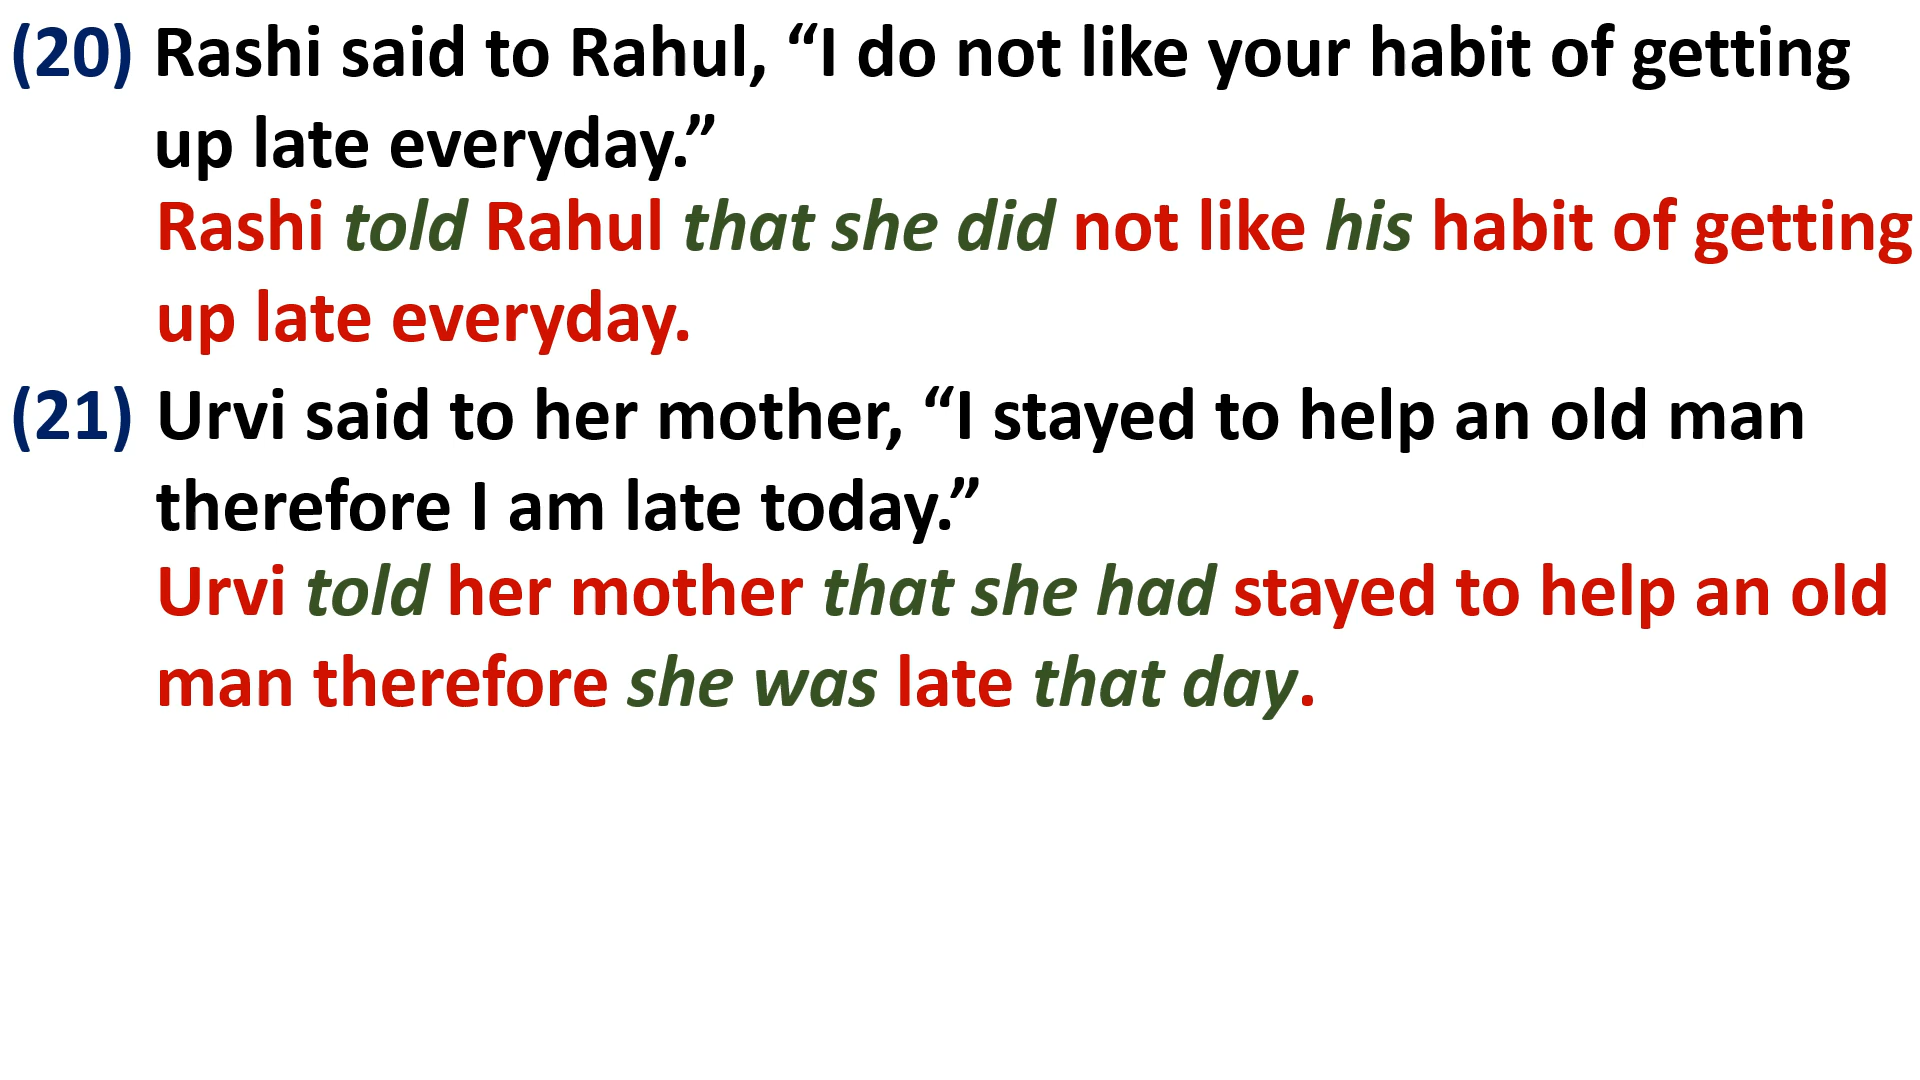 (20) Rashi said to Rahul, “I do not like your habit of getting
up late everyday.”
Rashi told Rahul that she did not like his habit of getting
up late everyday.
(21) Urvi said to her mother, “I stayed to help an old man
therefore I am late today.”
Urvi told her mother that she had stayed to help an old
man therefore she was late that day.